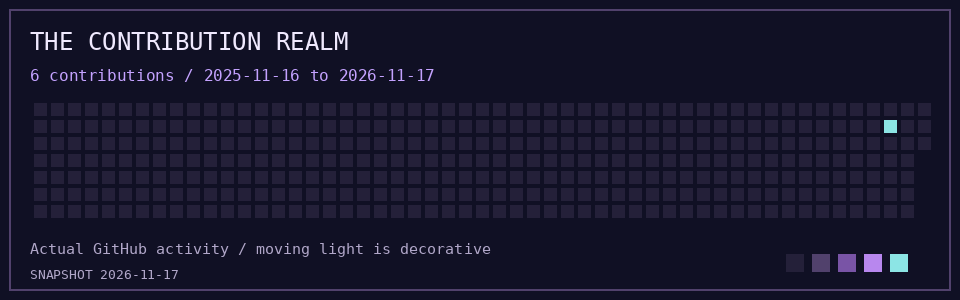 THE CONTRIBUTION REALM
6 contributions / 2025-11-16 to 2026-11-17
Actual GitHub activity / moving light is decorative
SNAPSHOT 2026-11-17